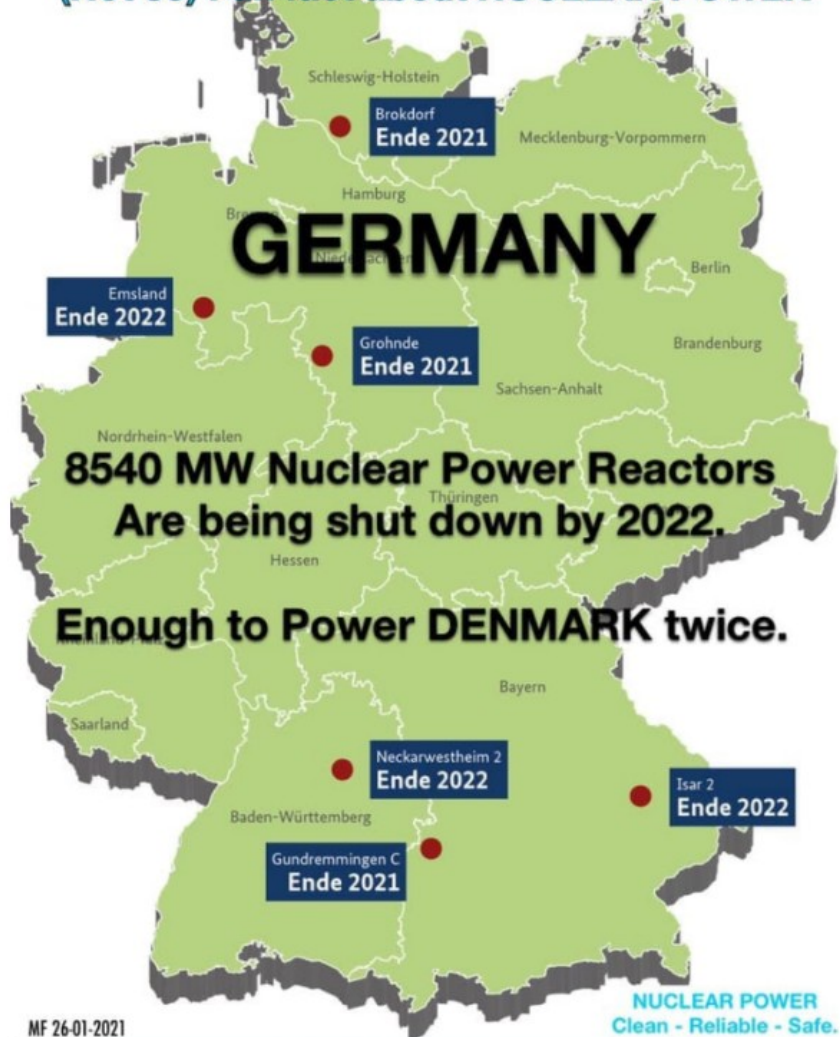 Schleswig-Holstein
Brokdorf
Ende 2021
Mecklenburg-Vorpommern
Hamburg
Bremen
GERMANY
Niedersachsen
Berlin
Emsland
Ende 2022
Grohnde
Ende 2021
Brandenburg
Sachsen-Anhalt
Nordrhein-Westfalen
8540 MW Nuclear Power Reactors
Thüringen
Are being shut down by 2022.
Hessen
Enough to Power DENMARK twice.
Bayern
Saarland
Neckarwestheim 2
Ende 2022
Isar 2
Ende 2022
Baden-Württemberg
Gundremmingen C
Ende 2021
NUCLEAR POWER
Clean - Reliable - Safe.
MF 26-01-2021